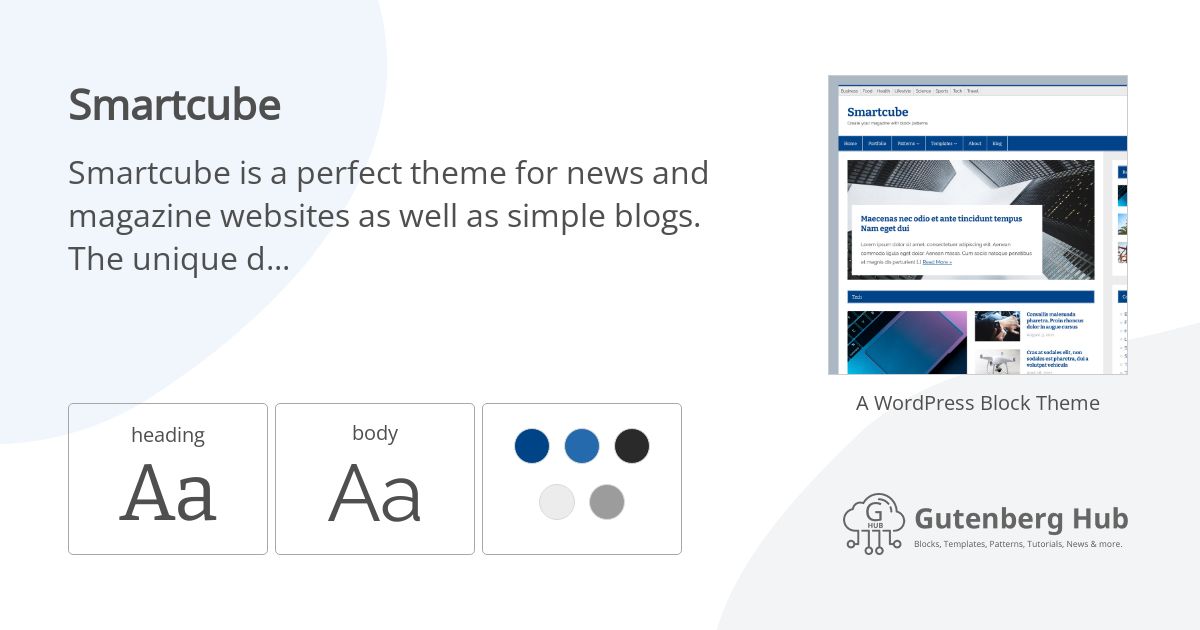 Smartcube
Smartcube is a perfect theme for news and
magazine websites as well as simple blogs.
The unique d...
heading
Aa
body
Aa
Business Food Health Lifestyle Science Sports Tech Travel
Smartcube
Create your magazine with block patterns
Home Portfolio Patterns Templates About Blog
Maecenas nec odio et ante tincidunt tempus
Nam eget dui
Lorem ipsum dolor sit amet, consectetuer adipiscing elit. Aenean
commodo ligula eget dolor. Aenean massa. Cum sociis natoque penatibus
et magnis dis parturient [..] Read More »
Tech
Convallis malesuada
pharetra. Proin rhoncus
dolor in augue cursus
Cras at sodales elit, non
sodales est pharetra, dui a
volutpat vehicula
A WordPress Block Theme
G
HUB
Gutenberg Hub
Blocks, Templates, Patterns, Tutorials, News & more.